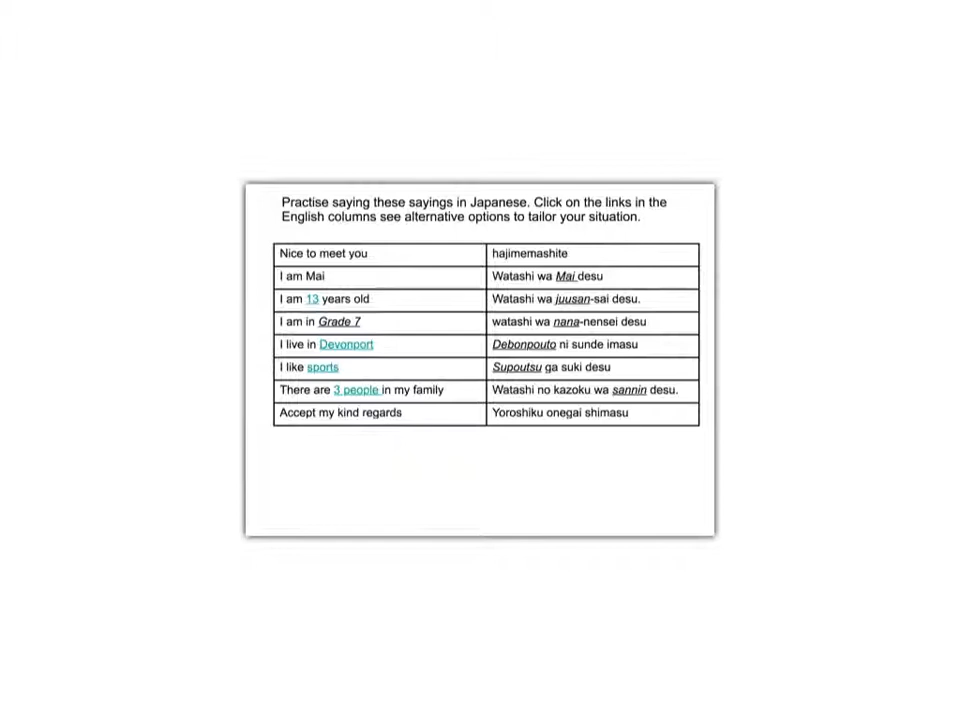 Practise saying these sayings in Japanese. Click on the links in the
English columns see alternative options to tailor your situation.
Nice to meet you hajimemashite
I am Mai Watashi wa Mai desu
I am 13 years old Watashi wa juusan-sai desu.
I am in Grade 7 watashi wa nana-nensei desu
I live in Devonport Debonpouto ni sunde imasu
I like sports Supoutsu ga suki desu
There are 3 people in my family Watashi no kazoku wa sannin desu.
Accept my kind regards Yoroshiku onegai shimasu